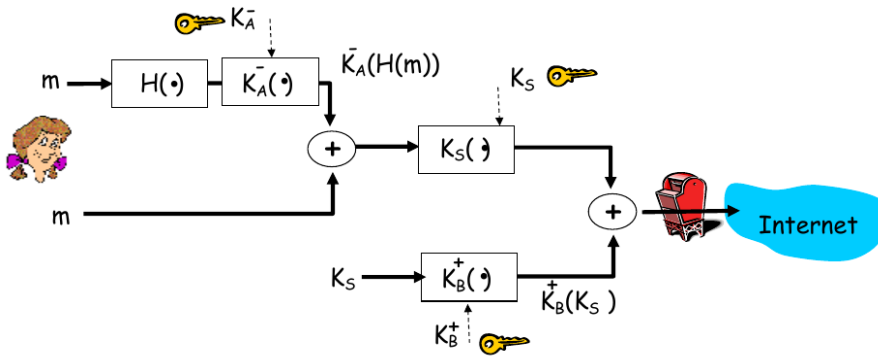 K_A^-
m
H(•)
K_A^-(•)
K_A^-(H(m))
K_S
+
K_S(•)
m
+
Internet
K_S
K_B^+(•)
K_B^+(K_S)
K_B^+